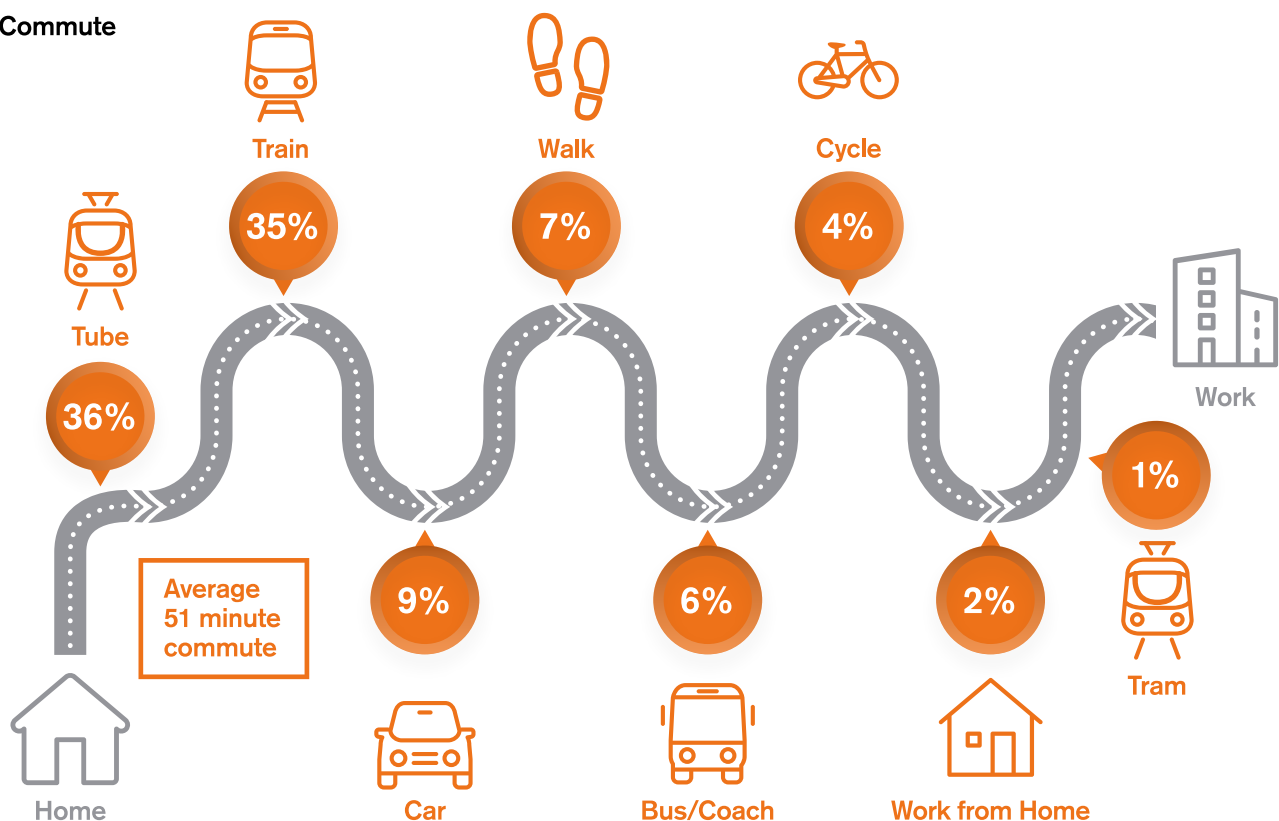 Commute
Train
35%
Walk
7%
Cycle
4%
Tube
36%
Work
1%
Tram
Average
51 minute
commute
9%
Car
6%
Bus/Coach
2%
Work from Home
Home